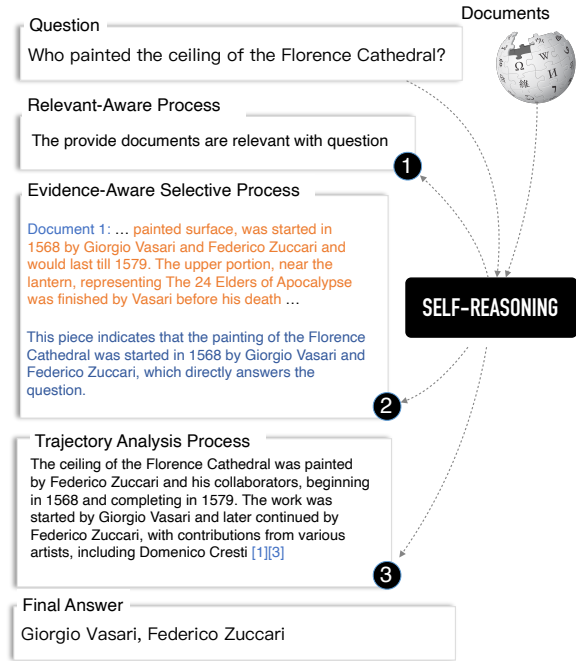 Documents
Question
Who painted the ceiling of the Florence Cathedral?
Ω W
維 И
Relevant-Aware Process
The provide documents are relevant with question
1
Evidence-Aware Selective Process
Document 1: … painted surface, was started in
1568 by Giorgio Vasari and Federico Zuccari and
would last till 1579. The upper portion, near the
lantern, representing The 24 Elders of Apocalypse
was finished by Vasari before his death …
This piece indicates that the painting of the Florence
Cathedral was started in 1568 by Giorgio Vasari and
Federico Zuccari, which directly answers the
question.
2
SELF-REASONING
Trajectory Analysis Process
The ceiling of the Florence Cathedral was painted
by Federico Zuccari and his collaborators, beginning
in 1568 and completing in 1579. The work was
started by Giorgio Vasari and later continued by
Federico Zuccari, with contributions from various
artists, including Domenico Cresti [1][3]
3
Final Answer
Giorgio Vasari, Federico Zuccari